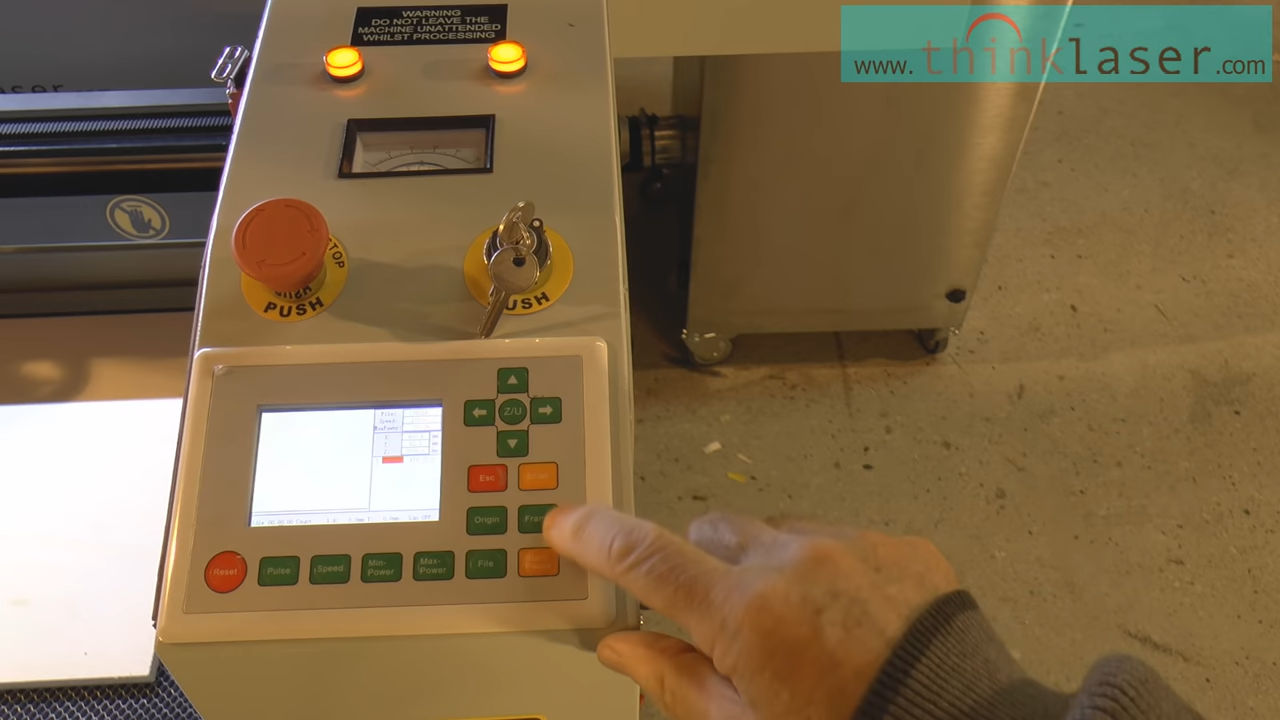 WARNING
DO NOT LEAVE THE
MACHINE UNATTENDED
WHILST PROCESSING
www.thinklaser.com
STOP
PUSH
PUSH
Z/U
Esc
Origin
Reset
Pulse
Speed
Min-
Power
Max-
Power
File